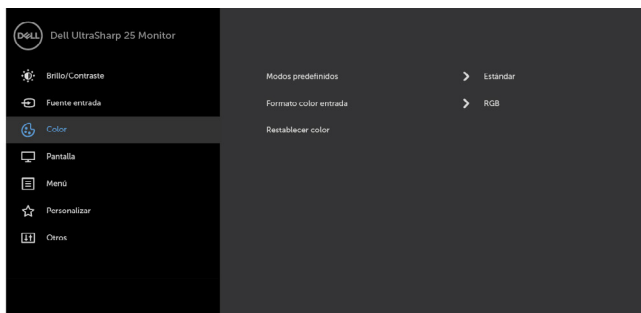 DELL Dell UltraSharp 25 Monitor
Brillo/Contraste
Modos predefinidos Estándar
Fuente entrada
Formato color entrada RGB
Color
Restablecer color
Pantalla
Menú
Personalizar
Otros